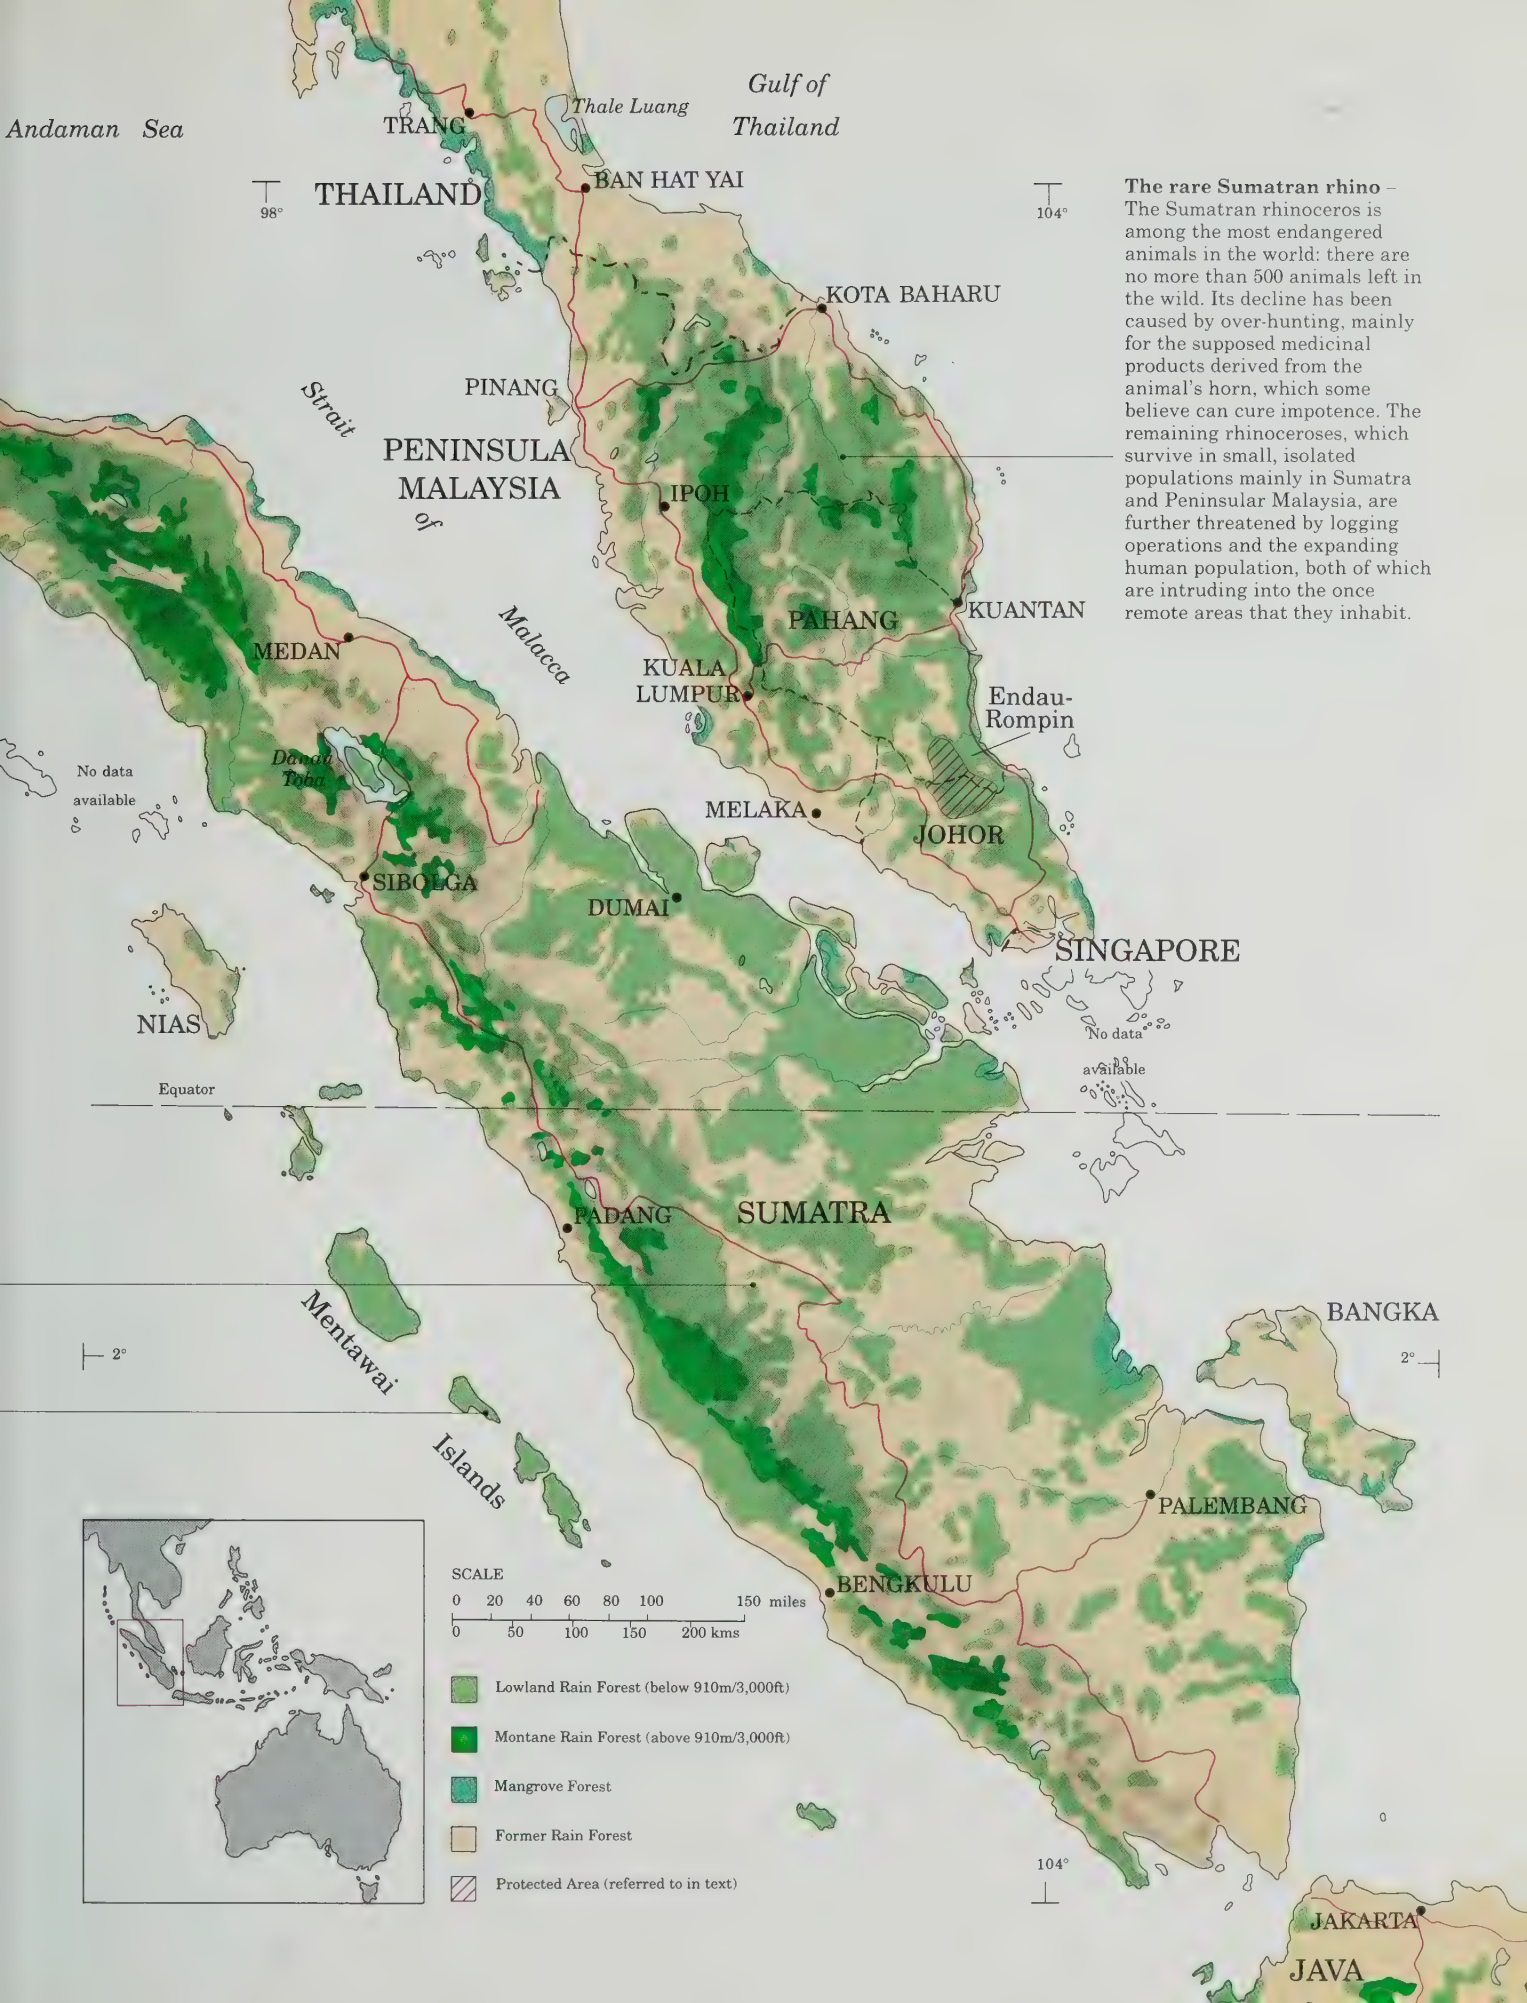 Gulf of
Thailand
Andaman Sea
Thale Luang
TRANG
BAN HAT YAI
THAILAND
98°
104°
The rare Sumatran rhino –
The Sumatran rhinoceros is
among the most endangered
animals in the world: there are
no more than 500 animals left in
the wild. Its decline has been
caused by over-hunting, mainly
for the supposed medicinal
products derived from the
animal's horn, which some
believe can cure impotence. The
remaining rhinoceroses, which
survive in small, isolated
populations mainly in Sumatra
and Peninsular Malaysia, are
further threatened by logging
operations and the expanding
human population, both of which
are intruding into the once
remote areas that they inhabit.
KOTA BAHARU
PINANG
Strait
of
Malacca
PENINSULA
MALAYSIA
IPOH
PAHANG
KUANTAN
MEDAN
KUALA
LUMPUR
Endau-
Rompin
Danau
Toba
No data
available
MELAKA
JOHOR
SIBOLGA
DUMAI
SINGAPORE
NIAS
No data
available
Equator
PADANG
SUMATRA
Mentawai
Islands
BANGKA
2°
2°
PALEMBANG
BENGKULU
SCALE
0 20 40 60 80 100 150 miles
0 50 100 150 200 kms
Lowland Rain Forest (below 910m/3,000ft)
Montane Rain Forest (above 910m/3,000ft)
Mangrove Forest
Former Rain Forest
Protected Area (referred to in text)
104°
JAKARTA
JAVA